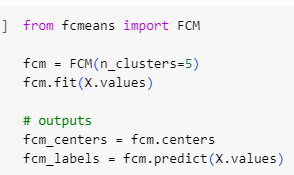 ] from fcmeans import FCM
fcm = FCM(n_clusters=5)
fcm.fit(X.values)
# outputs
fcm_centers = fcm.centers
fcm_labels = fcm.predict(X.values)